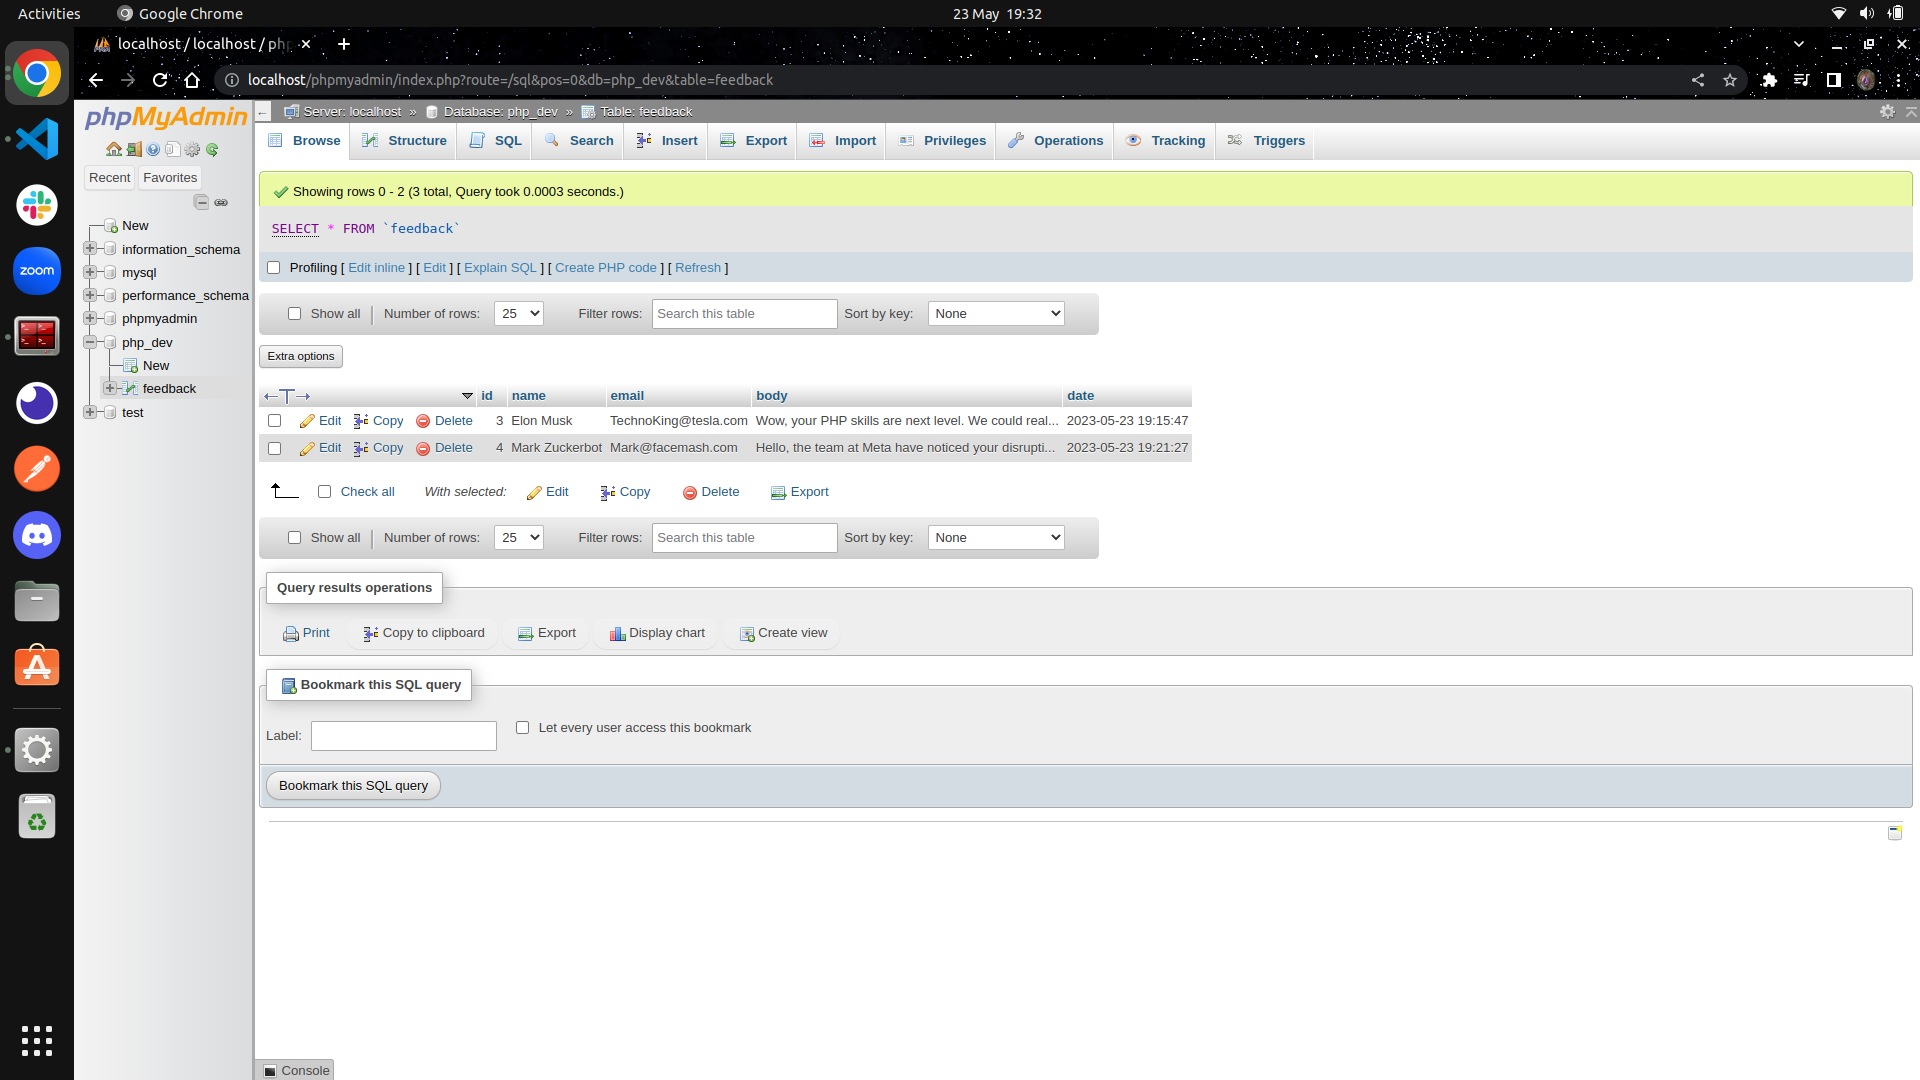 Activities Google Chrome 23 May 19:32
localhost / localhost / php
localhost/phpmyadmin/index.php?route=/sql&pos=0&db=php_dev&table=feedback
phpMyAdmin
Recent Favorites
New
information_schema
mysql
performance_schema
phpmyadmin
php_dev
New
feedback
test
Server: localhost » Database: php_dev » Table: feedback
Browse Structure SQL Search Insert Export Import Privileges Operations Tracking Triggers
Showing rows 0 - 2 (3 total, Query took 0.0003 seconds.)
SELECT * FROM `feedback`
Profiling [ Edit inline ] [ Edit ] [ Explain SQL ] [ Create PHP code ] [ Refresh ]
Show all Number of rows: 25 Filter rows: Search this table Sort by key: None
Extra options
id name email body date
Edit Copy Delete 3 Elon Musk TechnoKing@tesla.com Wow, your PHP skills are next level. We could real... 2023-05-23 19:15:47
Edit Copy Delete 4 Mark Zuckerbot Mark@facemash.com Hello, the team at Meta have noticed your disrupti... 2023-05-23 19:21:27
Check all With selected: Edit Copy Delete Export
Show all Number of rows: 25 Filter rows: Search this table Sort by key: None
Query results operations
Print Copy to clipboard Export Display chart Create view
Bookmark this SQL query
Label: Let every user access this bookmark
Bookmark this SQL query
Console
zoom